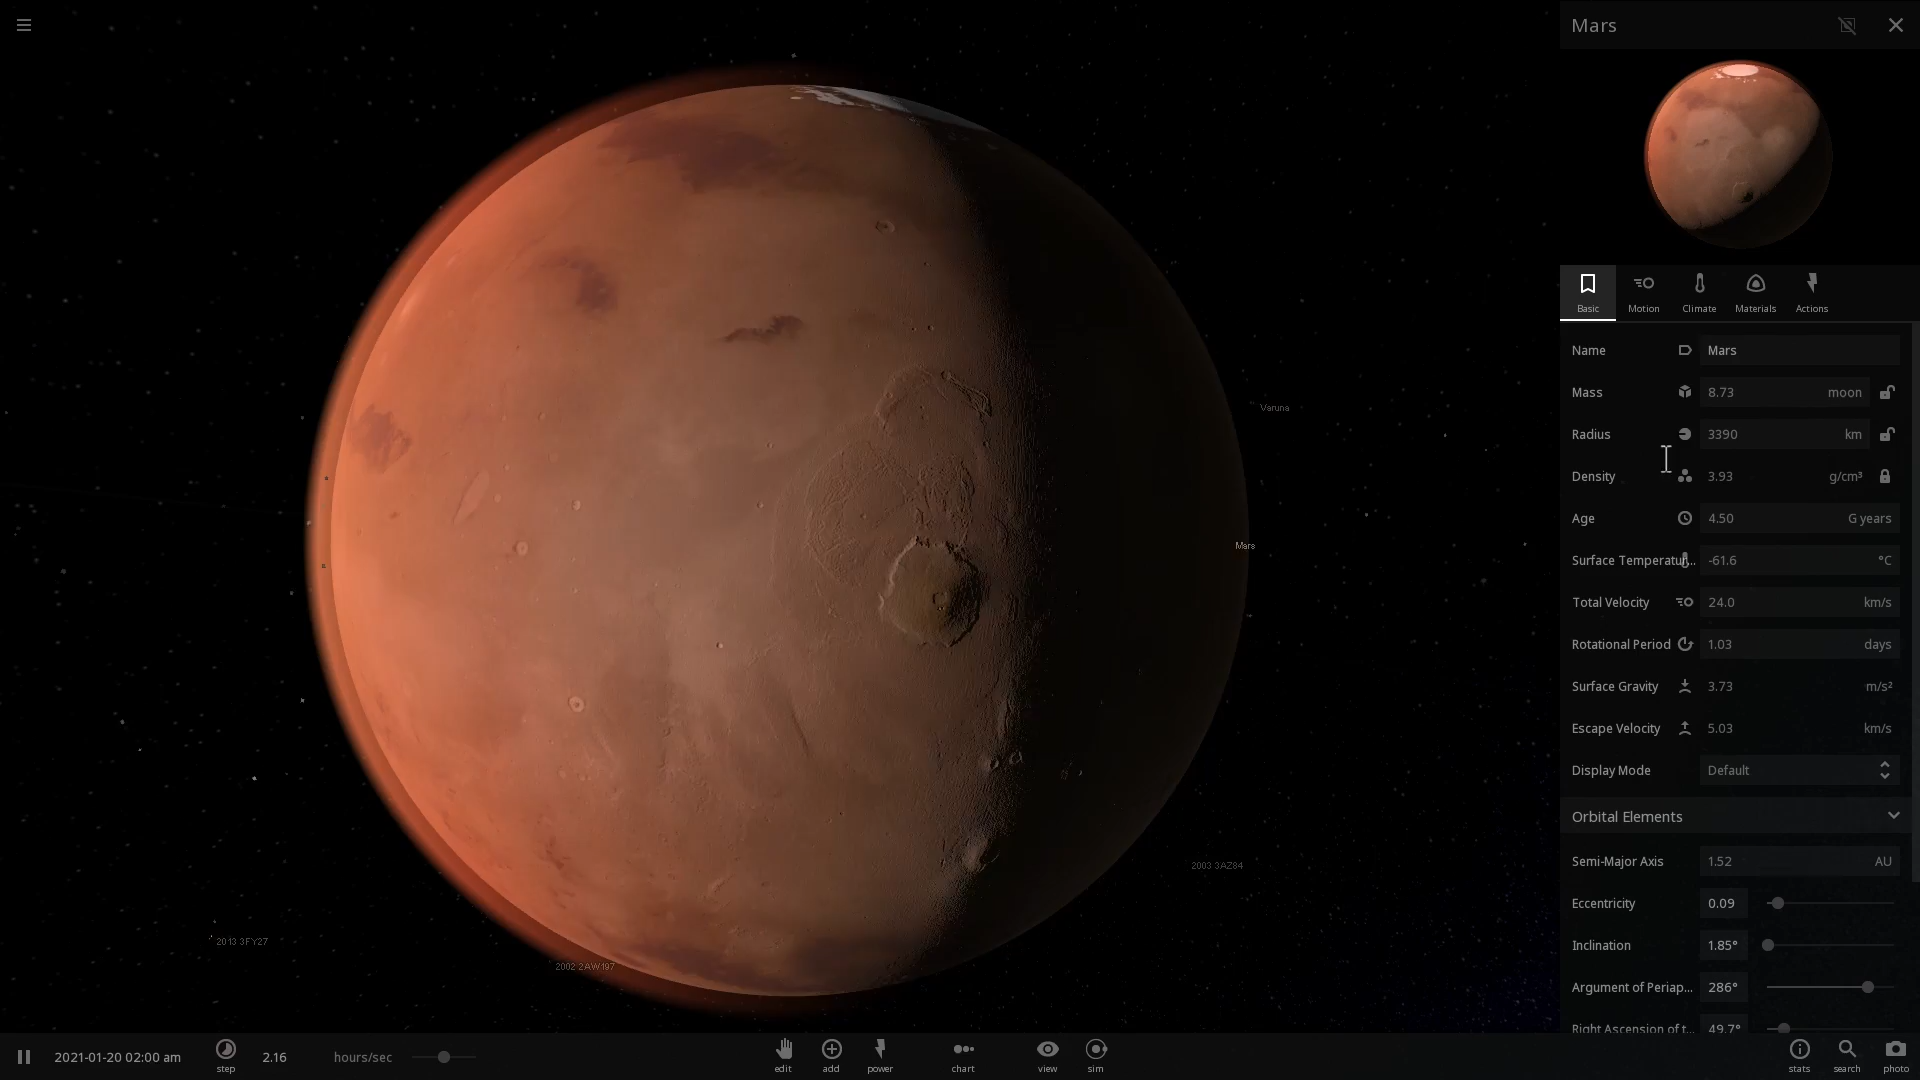 Mars
Basic
Motion
Climate
Materials
Actions
Name Mars
Mass 8.73 moon
Radius 3390 km
Density 3.93 g/cm³
Age 4.50 G years
Surface Temperatur... -61.6 °C
Total Velocity 24.0 km/s
Rotational Period 1.03 days
Surface Gravity 3.73 m/s²
Escape Velocity 5.03 km/s
Display Mode Default
Orbital Elements
Semi-Major Axis 1.52 AU
Eccentricity 0.09
Inclination 1.85°
Argument of Periap... 286°
Right Ascension of t... 49.7°
Varuna
Mars
2003 3AZ84
2013 3FY27
2002 2AW197
2021-01-20 02:00 am
step
2.16 hours/sec
edit
add
power
chart
view
sim
stats
search
photo